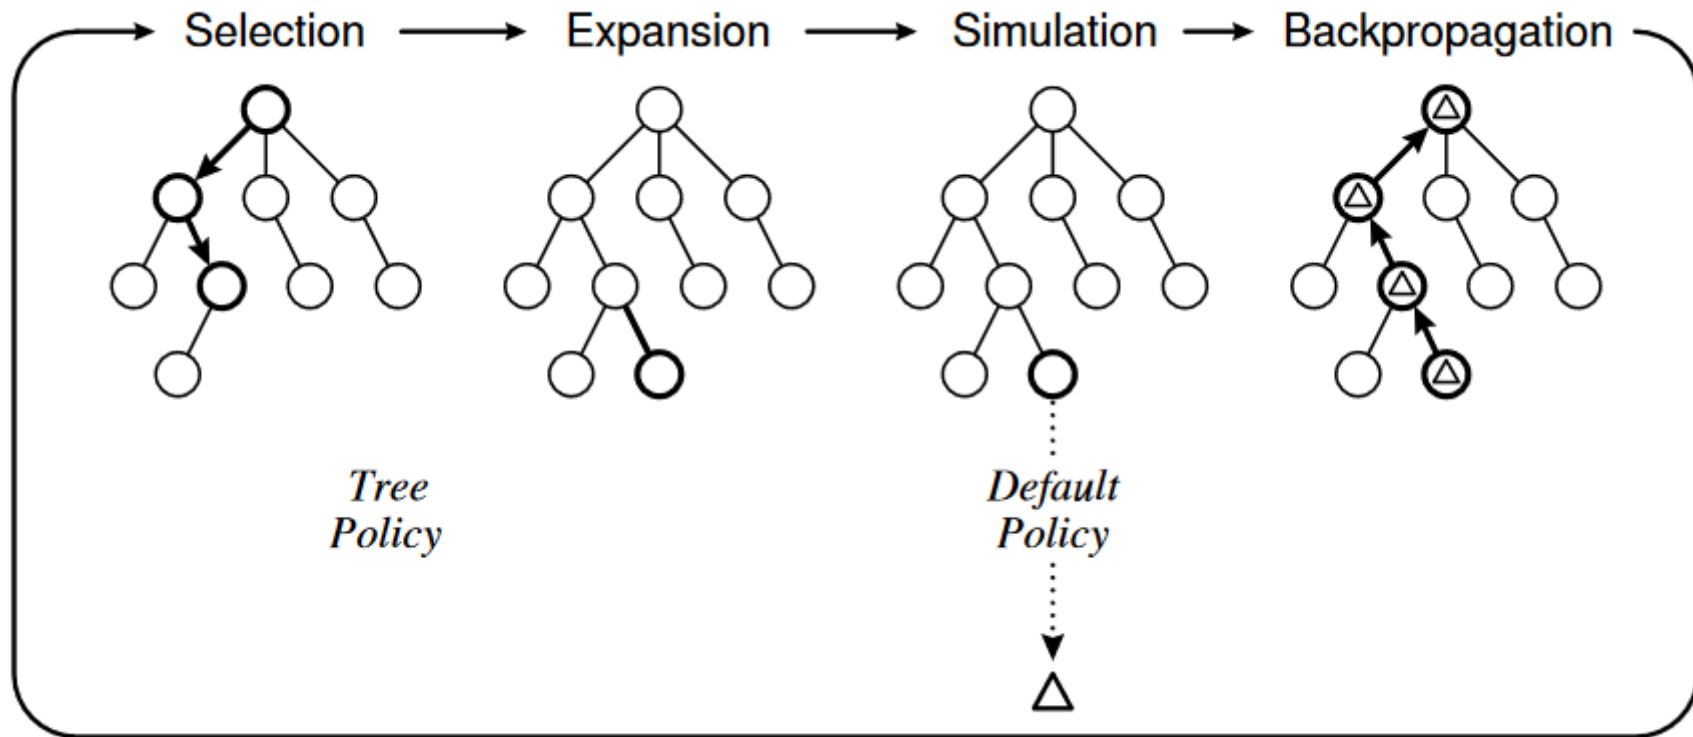 Selection Expansion Simulation Backpropagation
Tree
Policy
Default
Policy